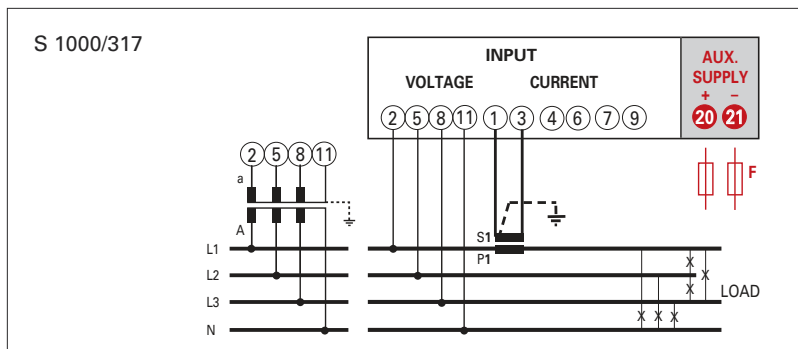 S 1000/317
INPUT
AUX.
SUPPLY
VOLTAGE CURRENT
+ −
2 5 8 11 1 3 4 6 7 9 20 21
2 5 8 11
a
F
A
S1
L1
P1
L2
L3
LOAD
N
X X X X X X